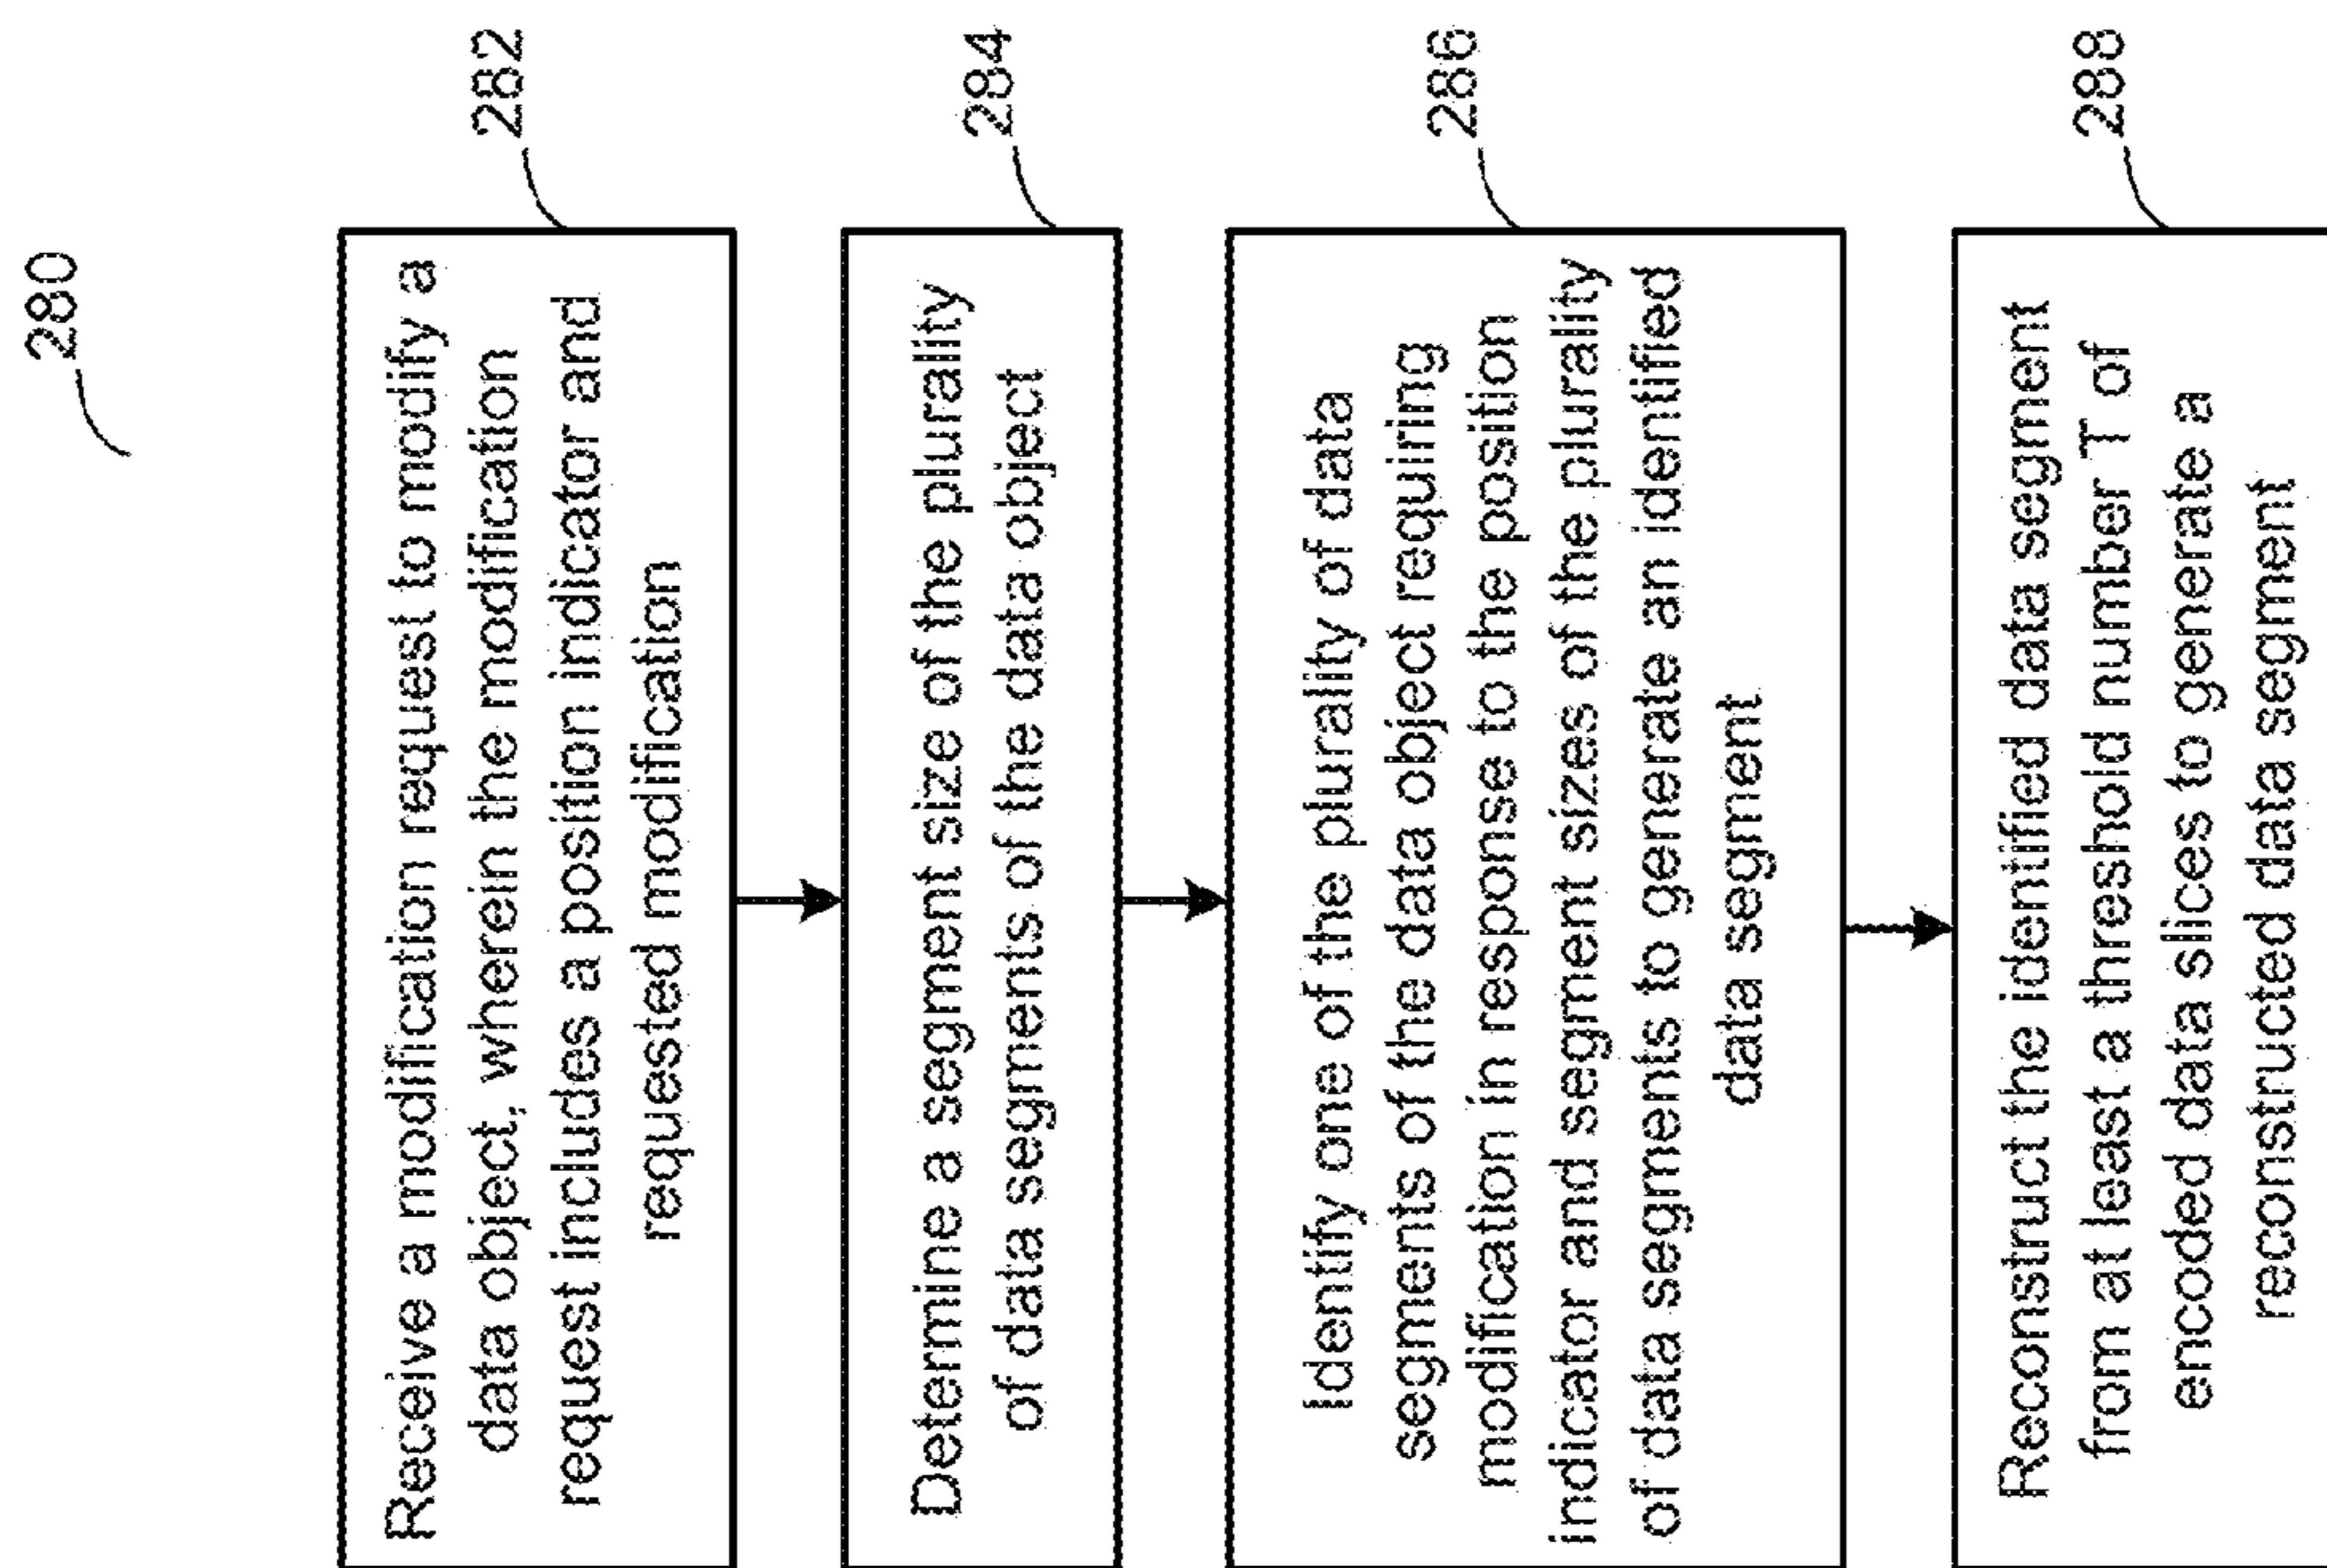 280
282
Receive a modification request to modify a
data object, wherein the modification
request includes a position indicator and
requested modification
284
Determine a segment size of the plurality
of data segments of the data object
286
Identify one of the plurality of data
segments of the data object requiring
modification in response to the position
indicator and segment sizes of the plurality
of data segments to generate an identified
data segment
288
Reconstruct the identified data segment
from at least a threshold number T of
encoded data slices to generate a
reconstructed data segment